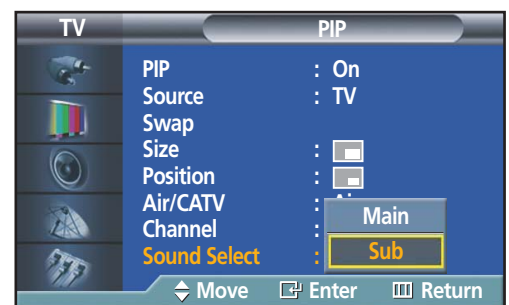 TV PIP
PIP : On
Source : TV
Swap
Size :
Position :
Air/CATV :
Channel :
Sound Select :
Main
Sub
Move Enter Return